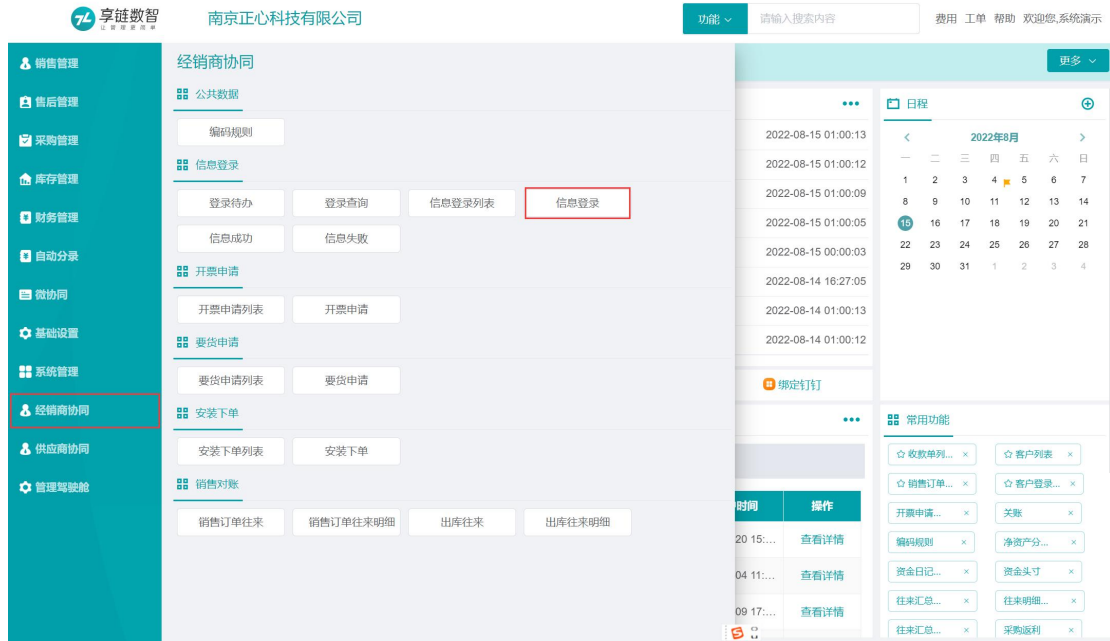 享链数智
让管理更简单
南京正心科技有限公司
功能
请输入搜索内容
费用 工单 帮助 欢迎您,系统演示
销售管理
售后管理
采购管理
库存管理
财务管理
自动分录
微协同
基础设置
系统管理
经销商协同
供应商协同
管理驾驶舱
经销商协同
公共数据
编码规则
信息登录
登录待办 登录查询 信息登录列表 信息登录
信息成功 信息失败
开票申请
开票申请列表 开票申请
要货申请
要货申请列表 要货申请
安装下单
安装下单列表 安装下单
销售对账
销售订单往来 销售订单往来明细 出库往来 出库往来明细
更多
2022-08-15 01:00:13
2022-08-15 01:00:12
2022-08-15 01:00:09
2022-08-15 01:00:05
2022-08-15 00:00:03
2022-08-14 16:27:05
2022-08-14 01:00:13
2022-08-14 01:00:12
绑定钉钉
时间 操作
20 15:... 查看详情
04 11:... 查看详情
09 17:... 查看详情
日程
2022年8月
一 二 三 四 五 六 日
1 2 3 4 5 6 7
8 9 10 11 12 13 14
15 16 17 18 19 20 21
22 23 24 25 26 27 28
29 30 31 1 2 3 4
常用功能
收款单列... × 客户列表 ×
销售订单... × 客户登录... ×
开票申请... × 关账 ×
编码规则 × 净资产分... ×
资金日记... × 资金头寸 ×
往来汇总... × 往来明细... ×
往来汇总... × 采购返利 ×